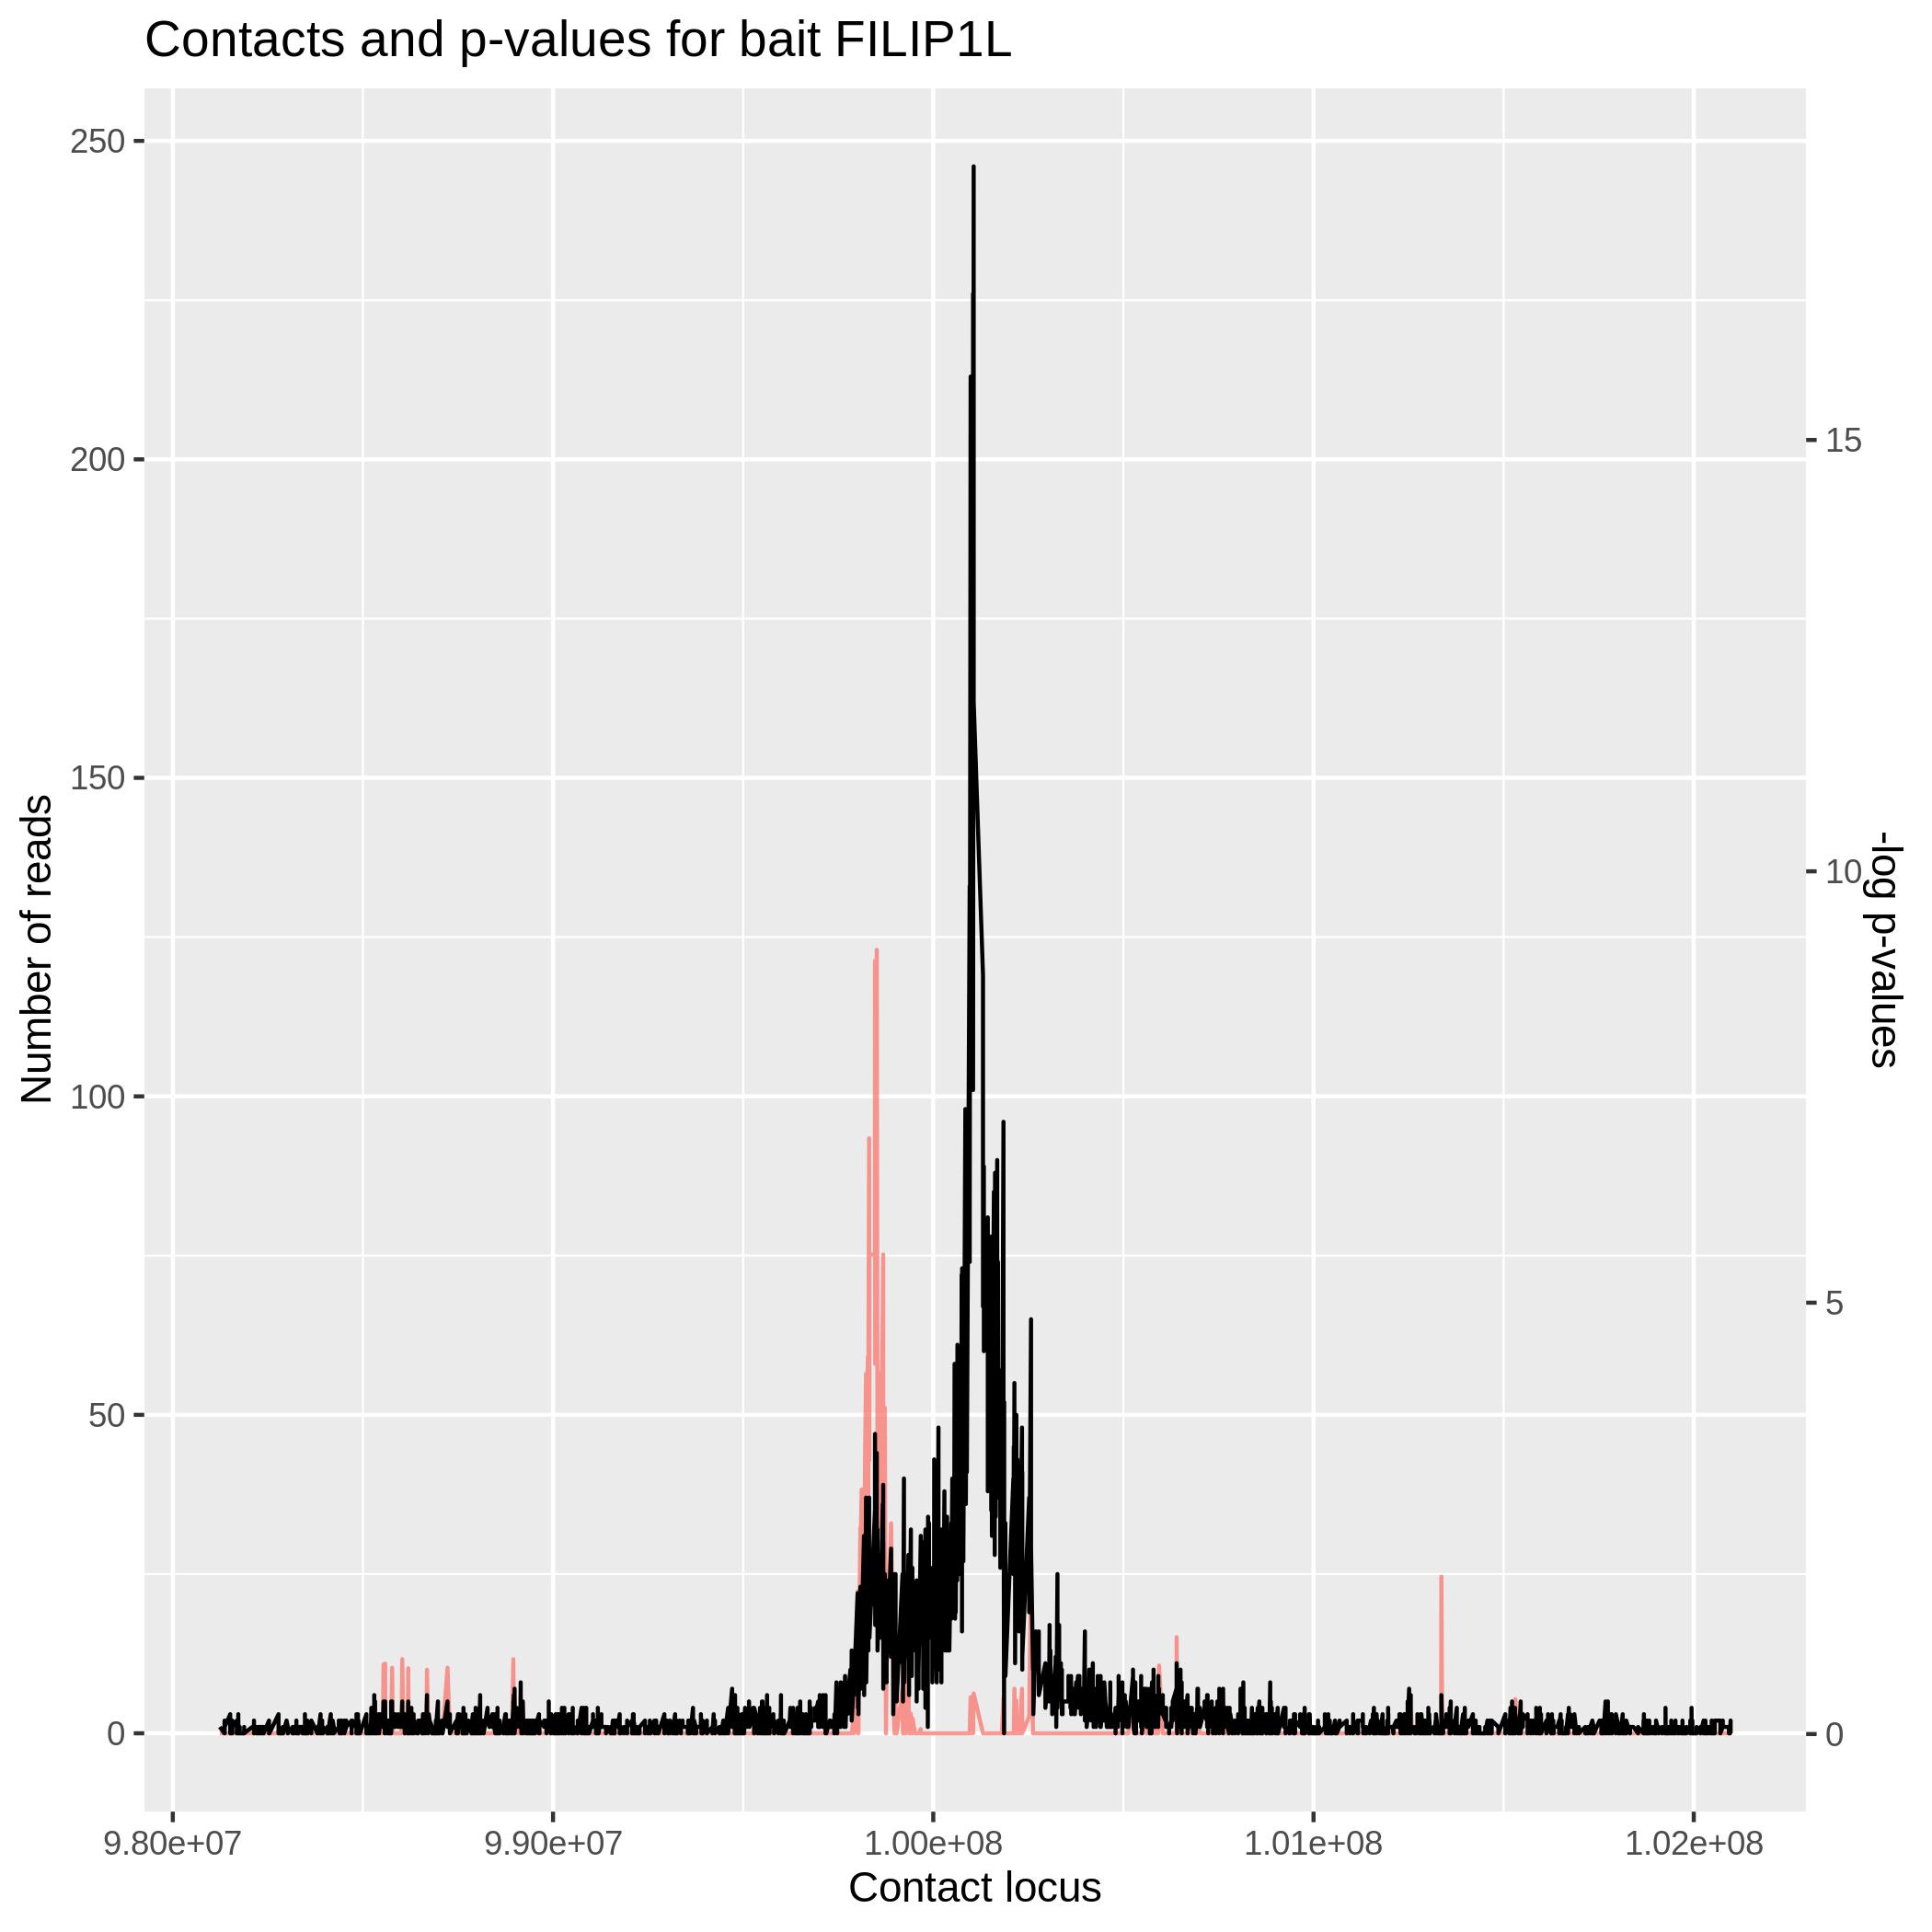 Contacts and p-values for bait FILIP1L
250
200
150
100
50
0
Number of reads
15
10
5
0
-log p-values
9.80e+07
9.90e+07
1.00e+08
1.01e+08
1.02e+08
Contact locus